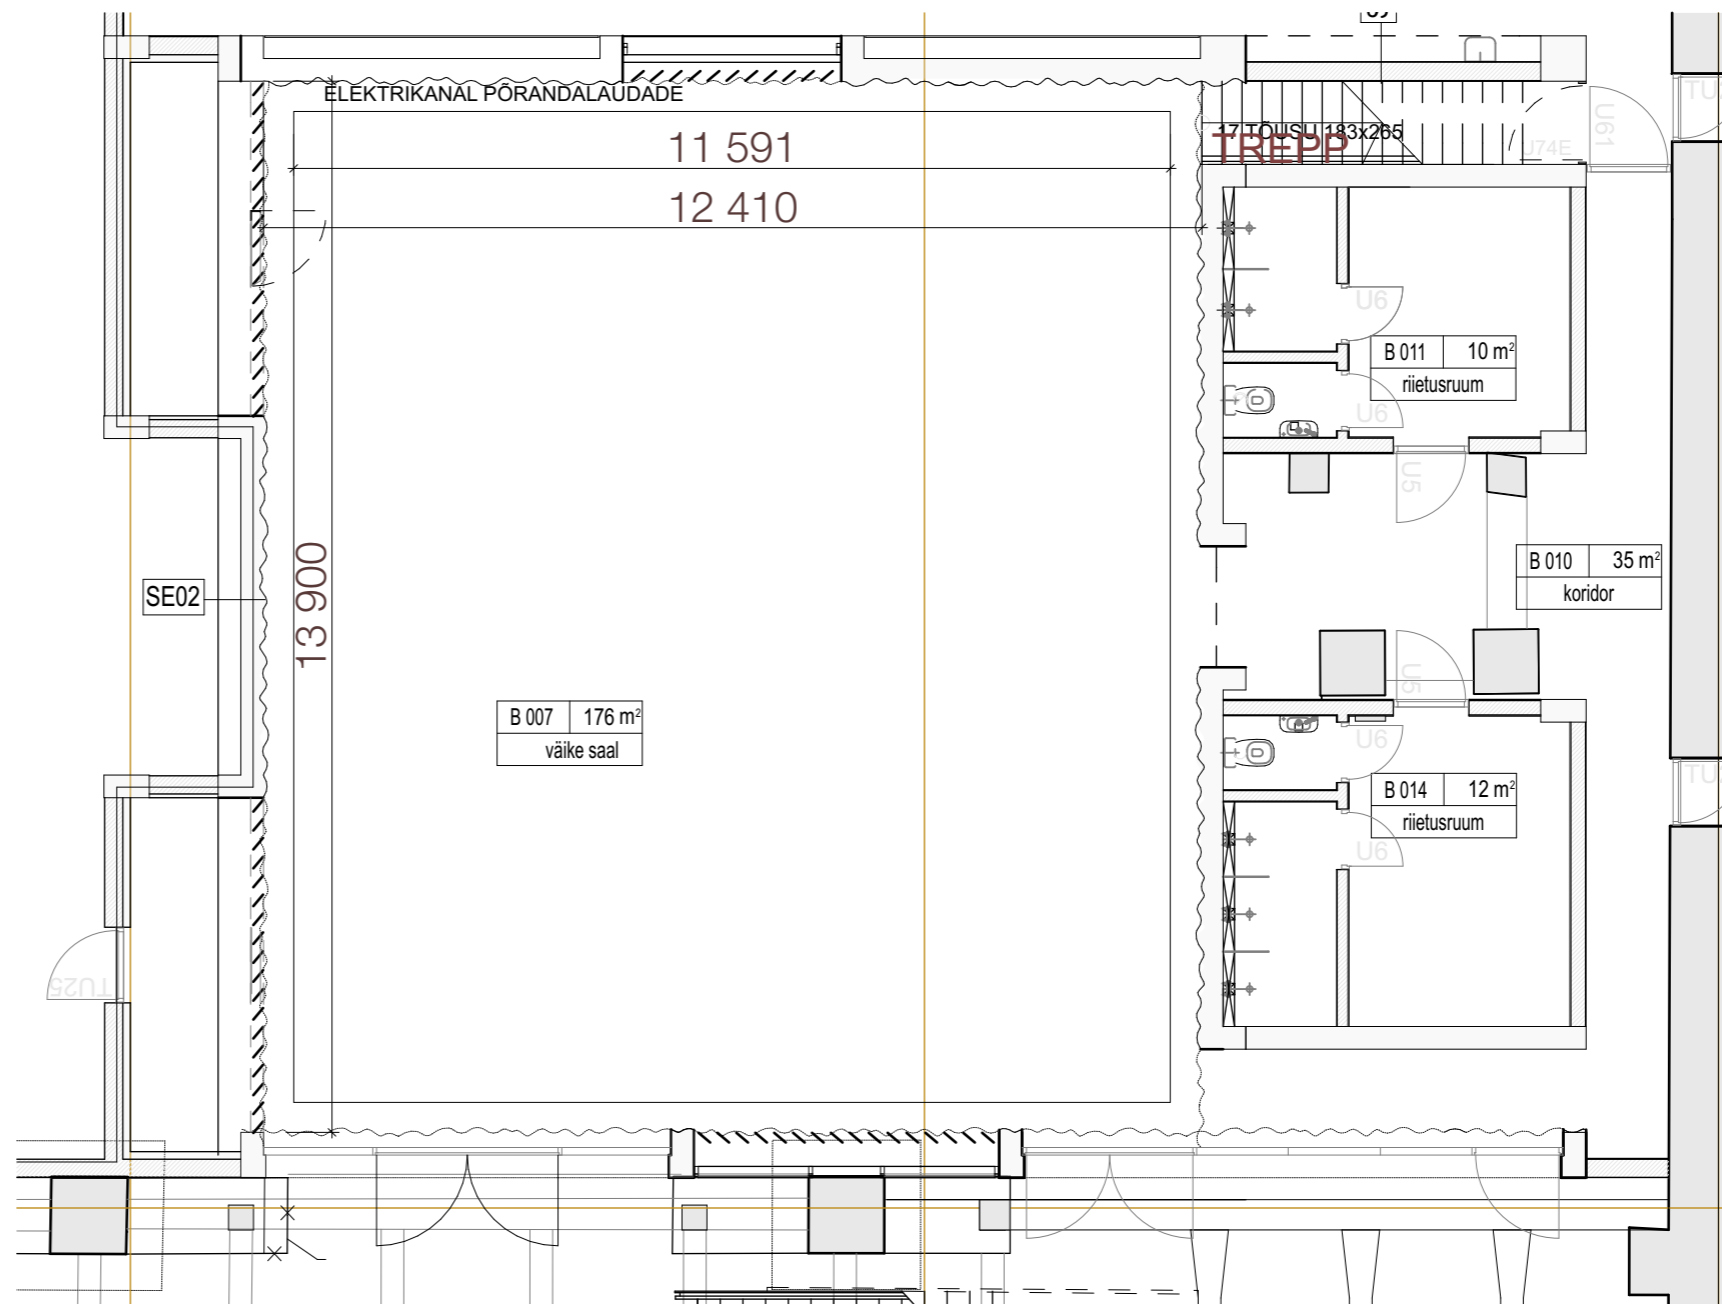 ELEKTRIKANAL PÕRANDALAUDADE
11 591
12 410
13 900
17 TÕUSU 183x265
TREPP
U74E
U61
TU
U6
B 011 10 m²
riietusruum
U6
U5
B 010 35 m²
koridor
SE02
U5
B 007 176 m²
väike saal
U6
B 014 12 m²
riietusruum
U6
TU
TU25